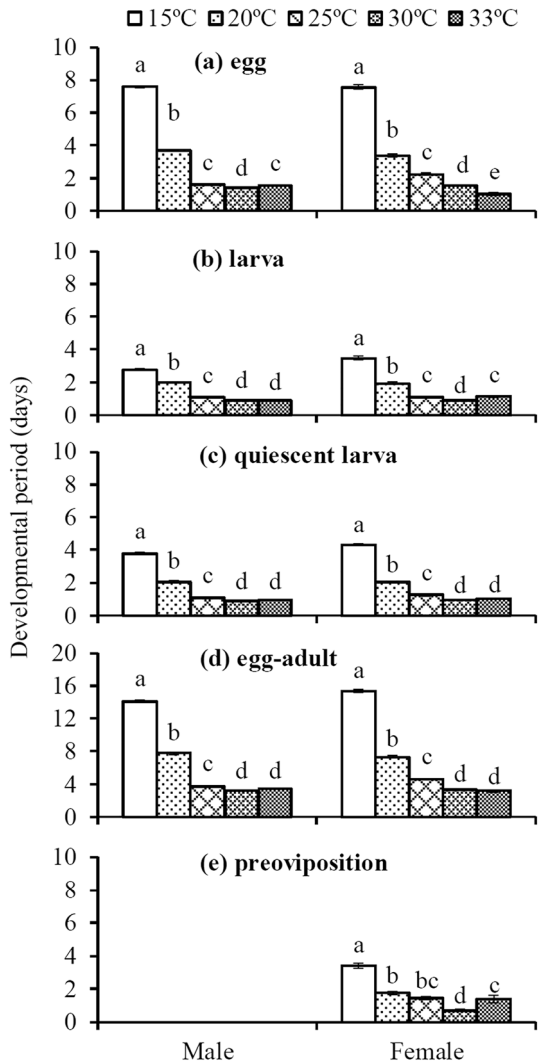 15ºC 20ºC 25ºC 30ºC 33ºC
Developmental period (days)
(a) egg
10
8
6
4
2
0
a b c d c
a b c d e
(b) larva
10
8
6
4
2
0
a b c d d
a b c d c
(c) quiescent larva
10
8
6
4
2
0
a b c d d
a b c d d
(d) egg-adult
20
16
12
8
4
0
a b c d d
a b c d d
(e) preoviposition
10
8
6
4
2
0
a b bc d c
Male Female